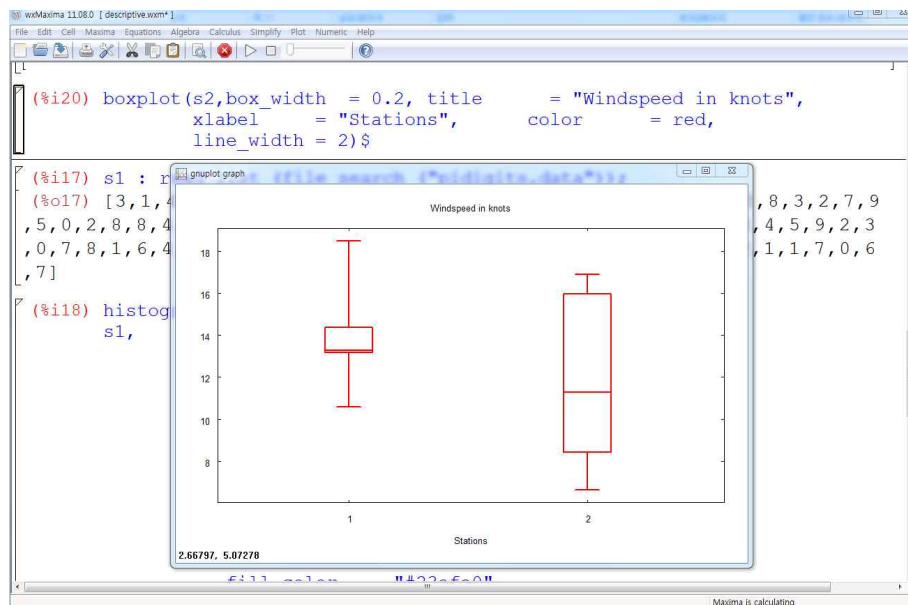 wxMaxima 11.08.0 [ descriptive.wxm* ]
File Edit Cell Maxima Equations Algebra Calculus Simplify Plot Numeric Help
(%i20) boxplot(s2,box_width = 0.2, title = "Windspeed in knots",
xlabel = "Stations", color = red,
line_width = 2)$
gnuplot graph
(%i17) s1 :
(%o17) [3,1, 8,3,2,7,9
,5,0,2,8,8,4 4,5,9,2,3
,0,7,8,1,6,4 1,1,7,0,6
,7]
(%i18) histog
s1,
Windspeed in knots
18
16
14
12
10
8
1 2
Stations
2.66797, 5.07278
Maxima is calculating